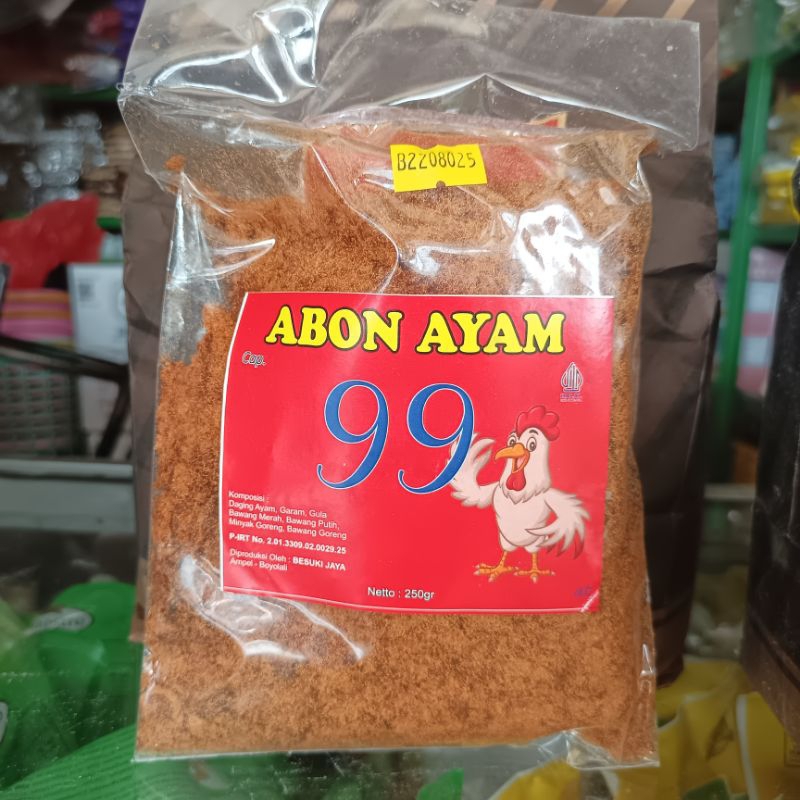 B2208025
ABON AYAM
Cap.
99
Komposisi :
Daging Ayam, Garam, Gula
Bawang Merah, Bawang Putih,
Minyak Goreng, Bawang Goreng
P-IRT No. 2.01.3309.02.0029.25
Diproduksi Oleh : BESUKI JAYA
Ampel - Boyolali
Netto : 250gr